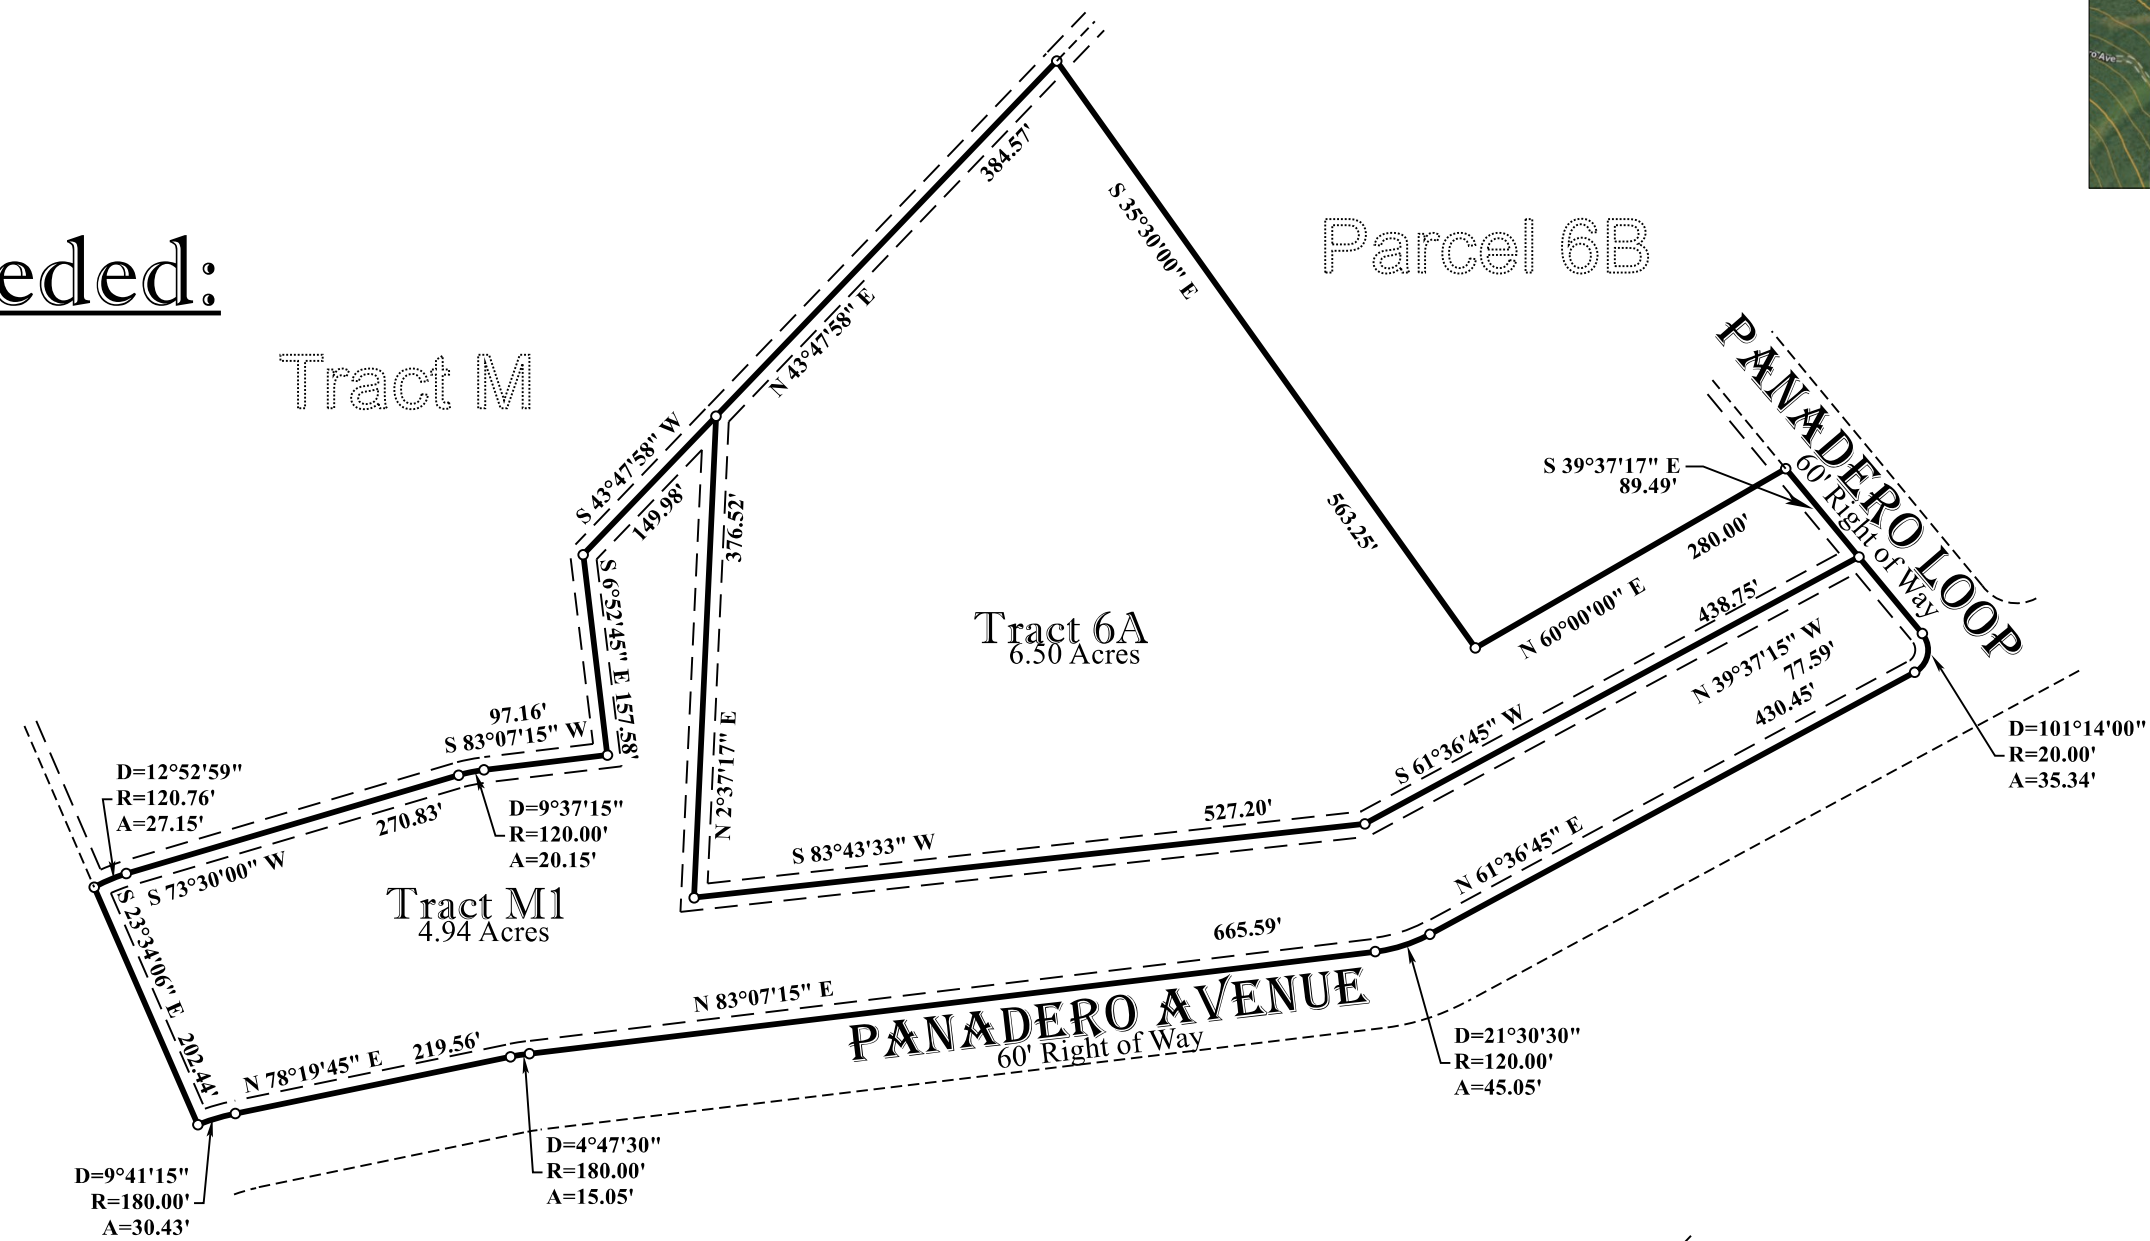 eded:
Tract M
Parcel 6B
ro Ave
384.57'
N 43°47'58" E
S 35°30'00" E
563.25'
PANADERO LOOP
60' Right of Way
S 39°37'17" E
89.49'
280.00'
N 60°00'00" E
438.75'
S 61°36'45" W
N 39°37'15" W
77.59'
430.45'
N 61°36'45" E
D=101°14'00"
R=20.00'
A=35.34'
S 43°47'58" W
149.98'
376.52'
N 2°37'17" E
S 6°52'45" E 157.58'
97.16'
S 83°07'15" W
Tract 6A
6.50 Acres
527.20'
S 83°43'33" W
D=12°52'59"
R=120.76'
A=27.15'
270.83'
S 73°30'00" W
D=9°37'15"
R=120.00'
A=20.15'
Tract M1
4.94 Acres
S 23°34'06" E 202.44'
665.59'
N 83°07'15" E
PANADERO AVENUE
60' Right of Way
219.56'
N 78°19'45" E
D=21°30'30"
R=120.00'
A=45.05'
D=4°47'30"
R=180.00'
A=15.05'
D=9°41'15"
R=180.00'
A=30.43'